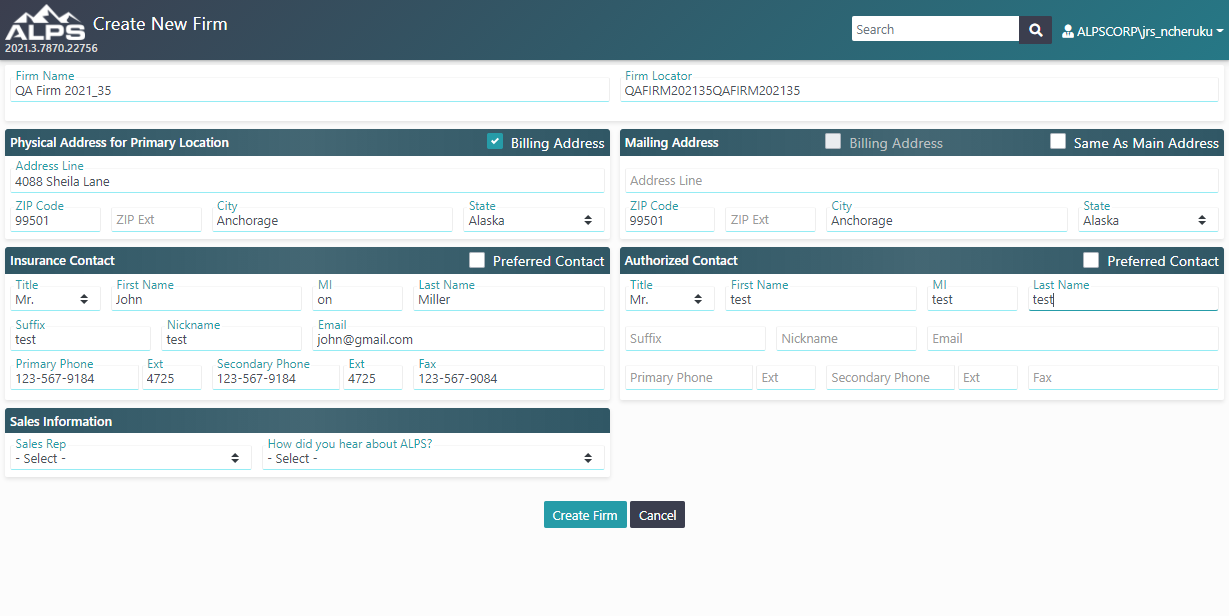 ALPS Create New Firm
2021.3.7870.22756
Search
ALPSCORP\jrs_ncheruku
Firm Name
QA Firm 2021_35
Firm Locator
QAFIRM202135QAFIRM202135
Physical Address for Primary Location Billing Address
Address Line
4088 Sheila Lane
ZIP Code City State
99501 ZIP Ext Anchorage Alaska
Mailing Address Billing Address Same As Main Address
Address Line
ZIP Code City State
99501 ZIP Ext Anchorage Alaska
Insurance Contact Preferred Contact
Title First Name MI Last Name
Mr. John on Miller
Suffix Nickname Email
test test john@gmail.com
Primary Phone Ext Secondary Phone Ext Fax
123-567-9184 4725 123-567-9184 4725 123-567-9084
Authorized Contact Preferred Contact
Title First Name MI Last Name
Mr. test test test
Suffix Nickname Email
Primary Phone Ext Secondary Phone Ext Fax
Sales Information
Sales Rep How did you hear about ALPS?
- Select - - Select -
Create Firm Cancel